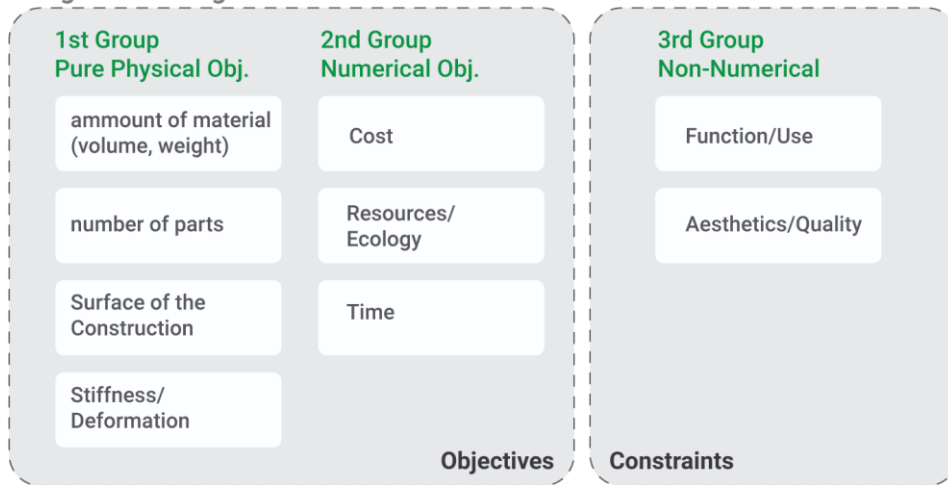 1st Group
Pure Physical Obj.
ammount of material
(volume, weight)
number of parts
Surface of the
Construction
Stiffness/
Deformation
2nd Group
Numerical Obj.
Cost
Resources/
Ecology
Time
Objectives
3rd Group
Non-Numerical
Function/Use
Aesthetics/Quality
Constraints